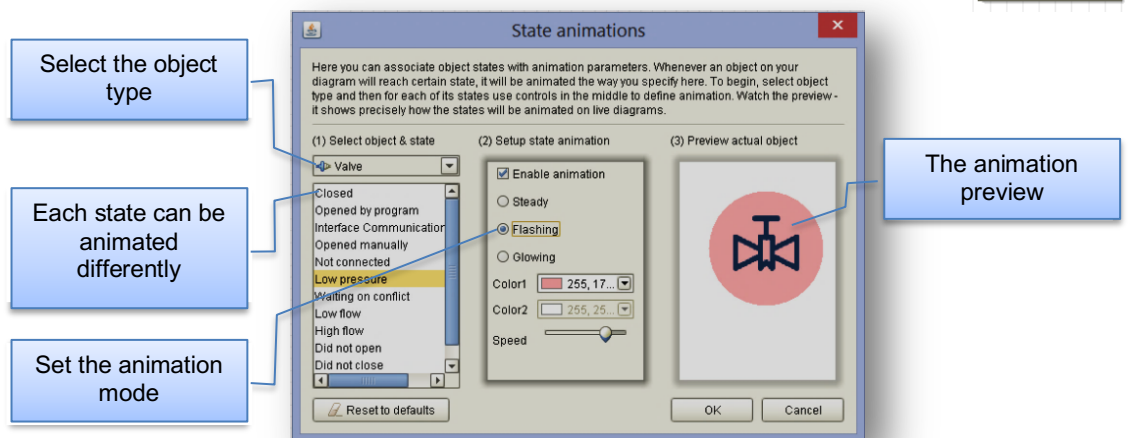 State animations
Select the object
type
Each state can be
animated
differently
Set the animation
mode
Here you can associate object states with animation parameters. Whenever an object on your
diagram will reach certain state, it will be animated the way you specify here. To begin, select object
type and then for each of its states use controls in the middle to define animation. Watch the preview -
it shows precisely how the states will be animated on live diagrams.
(1) Select object & state
Valve
Closed
Opened by program
Interface Communication
Opened manually
Not connected
Low pressure
Waiting on conflict
Low flow
High flow
Did not open
Did not close
Reset to defaults
(2) Setup state animation
Enable animation
Steady
Flashing
Glowing
Color1 255, 17...
Color2 255, 25...
Speed
(3) Preview actual object
OK Cancel
The animation
preview